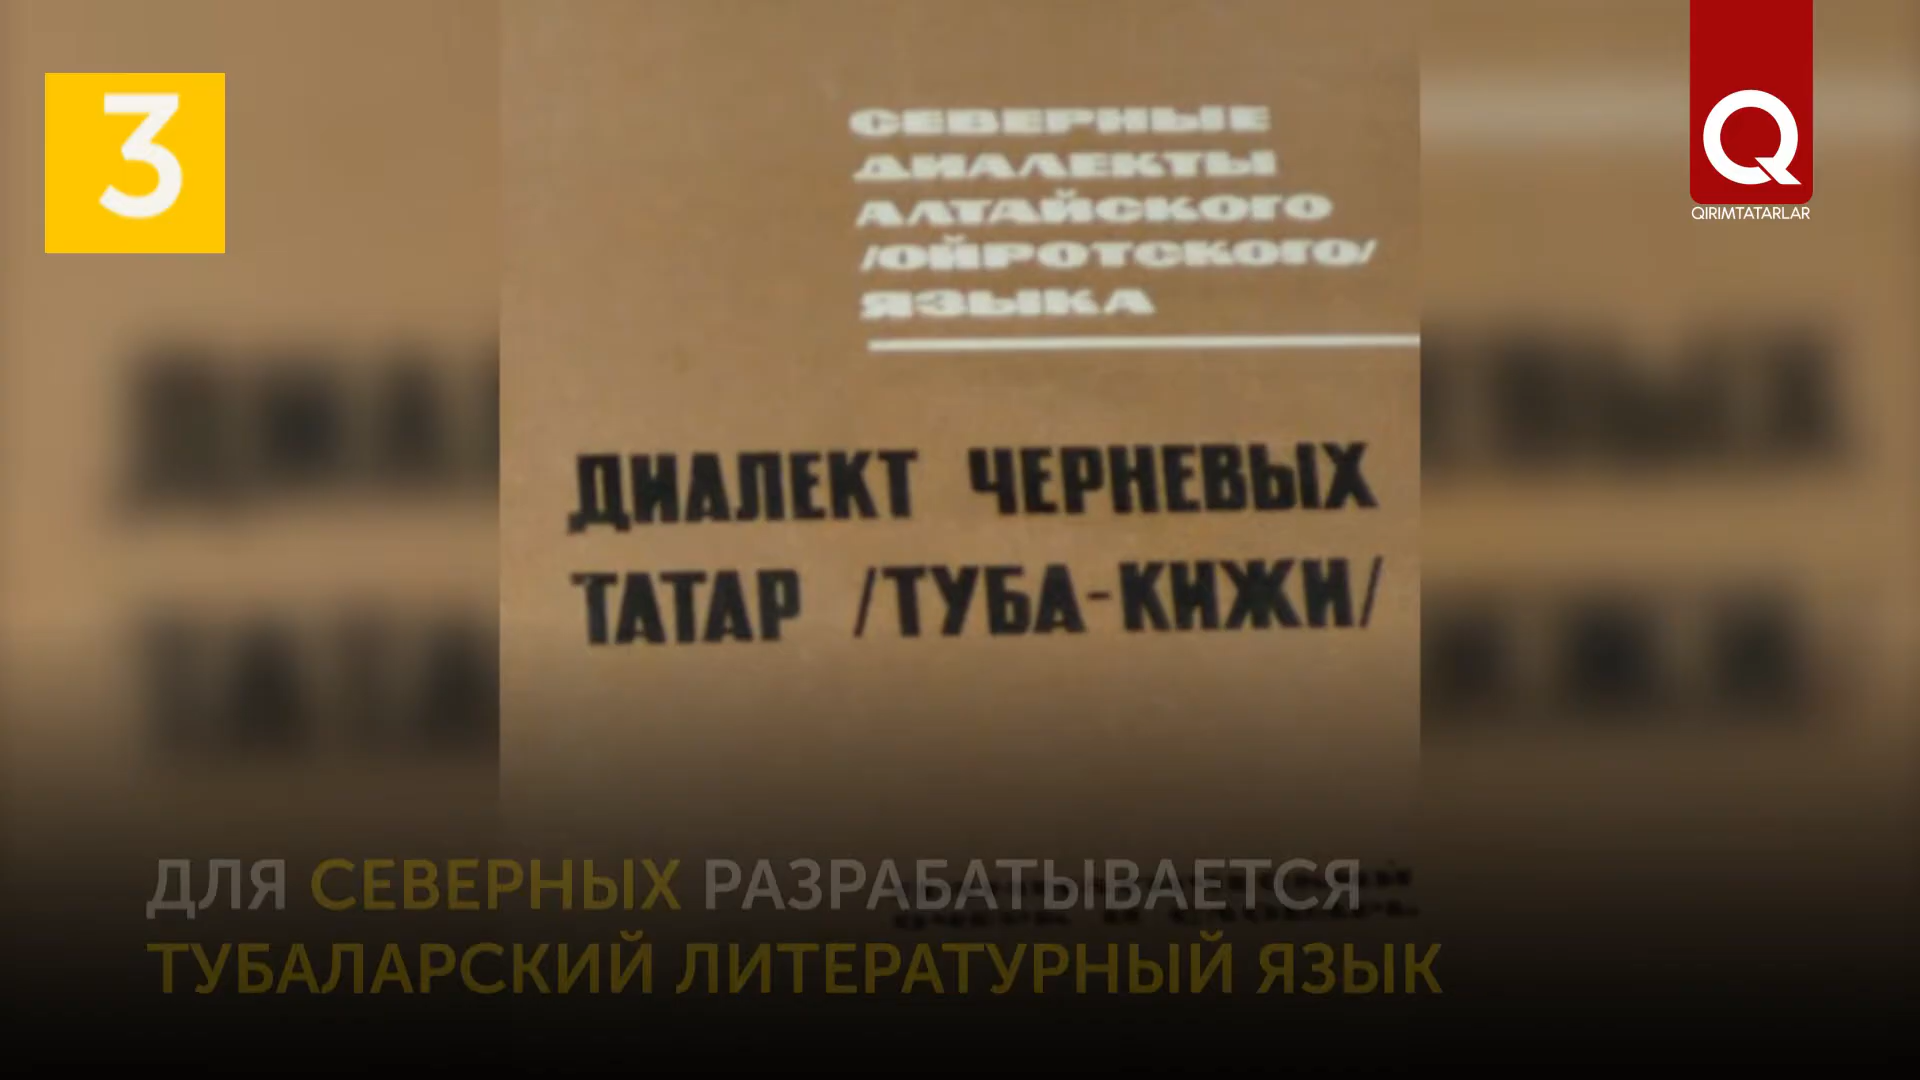 3
QIRIMTATARLAR
СЕВЕРНЫЕ
ДИАЛЕКТЫ
АЛТАЙСКОГО
/ОЙРОТСКОГО/
ЯЗЫКА
ДИАЛЕКТ ЧЕРНЕВЫХ
ТАТАР /ТУБА-КИЖИ/
ДЛЯ СЕВЕРНЫХ РАЗРАБАТЫВАЕТСЯ
ТУБАЛАРСКИЙ ЛИТЕРАТУРНЫЙ ЯЗЫК